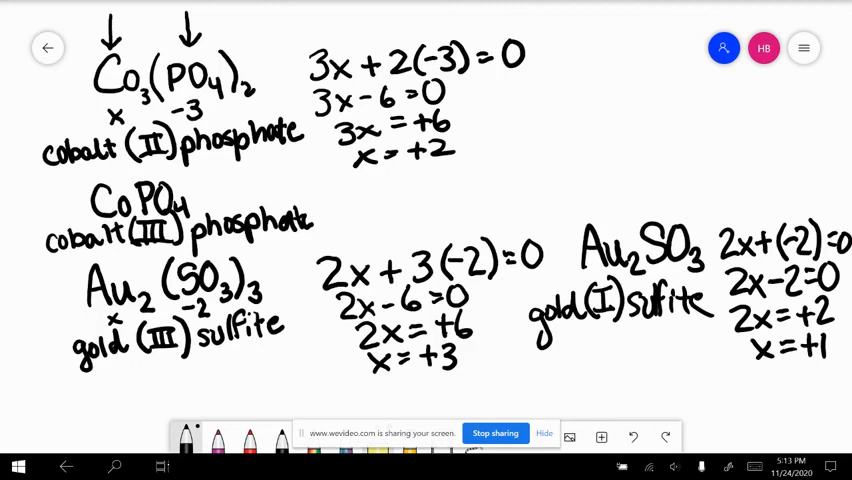 HB
Co3(PO4)2
x -3
cobalt (II) phosphate
3x + 2(-3) = 0
3x - 6 = 0
3x = +6
x = +2
CoPO4
cobalt (III) phosphate
Au2(SO3)3
x -2
gold (III) sulfite
2x + 3(-2) = 0
2x - 6 = 0
2x = +6
x = +3
Au2SO3
gold (I) sulfite
2x + (-2) = 0
2x - 2 = 0
2x = +2
x = +1
www.wevideo.com is sharing your screen.
Stop sharing
Hide
5:13 PM
11/24/2020